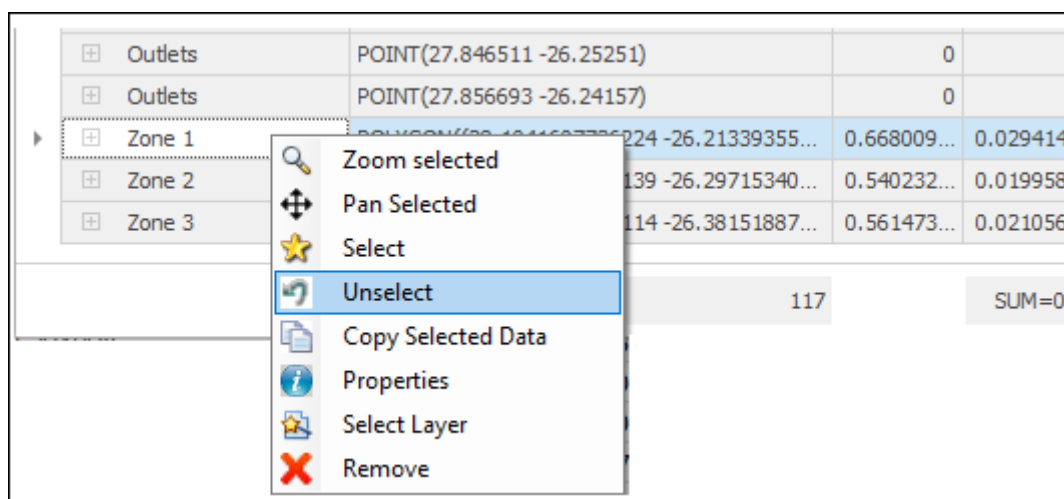 Outlets POINT(27.846511 -26.25251) 0
Outlets POINT(27.856693 -26.24157) 0
Zone 1 224 -26.21339355... 0.668009... 0.029414
Zone 2 139 -26.29715340... 0.540232... 0.019958
Zone 3 114 -26.38151887... 0.561473... 0.021056
117 SUM=0
Zoom selected
Pan Selected
Select
Unselect
Copy Selected Data
Properties
Select Layer
Remove